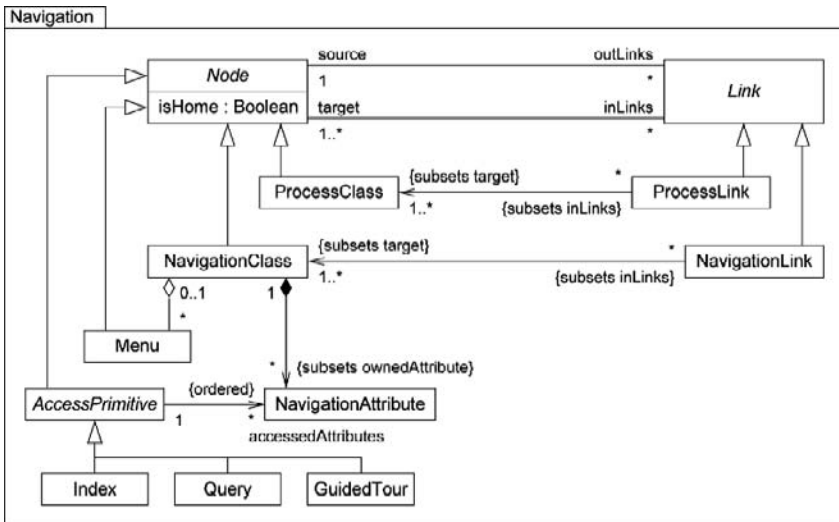 Navigation
source outLinks
Node
1 *
Link
isHome : Boolean
target inLinks
1..* *
{subsets target} *
ProcessClass ProcessLink
1..* {subsets inLinks}
{subsets target} *
NavigationClass NavigationLink
1..* {subsets inLinks}
0..1 1
*
Menu
* {subsets ownedAttribute}
{ordered}
AccessPrimitive NavigationAttribute
1 *
accessedAttributes
Index Query GuidedTour